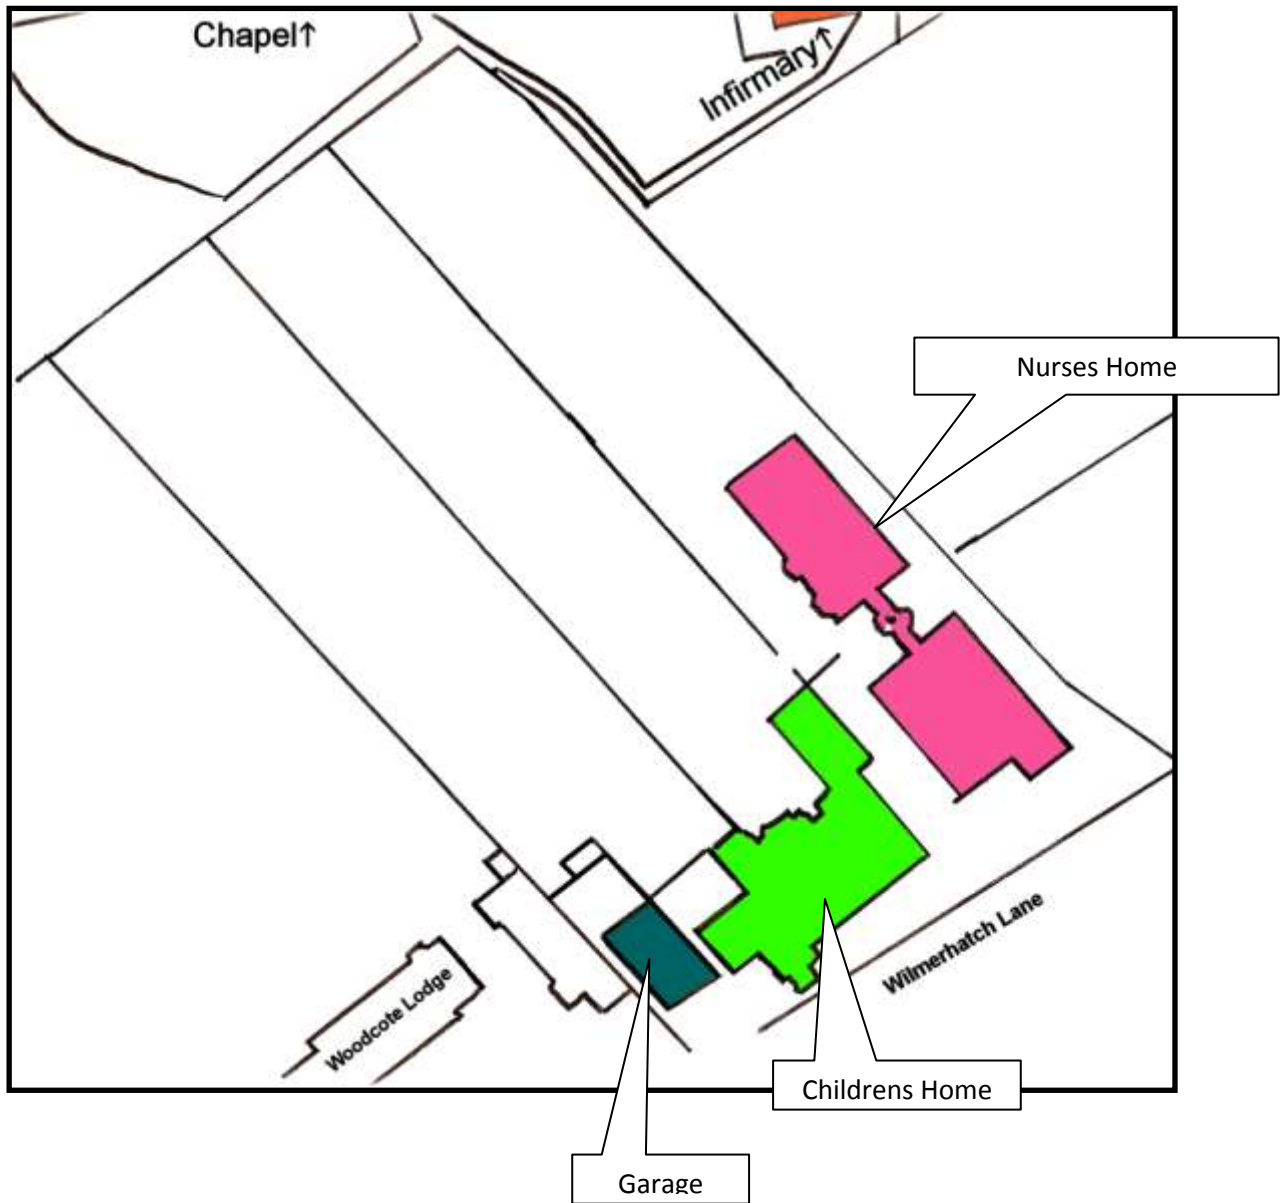 Chapel↑
Infirmary↑
Nurses Home
Wilmerhatch Lane
Woodcote Lodge
Childrens Home
Garage